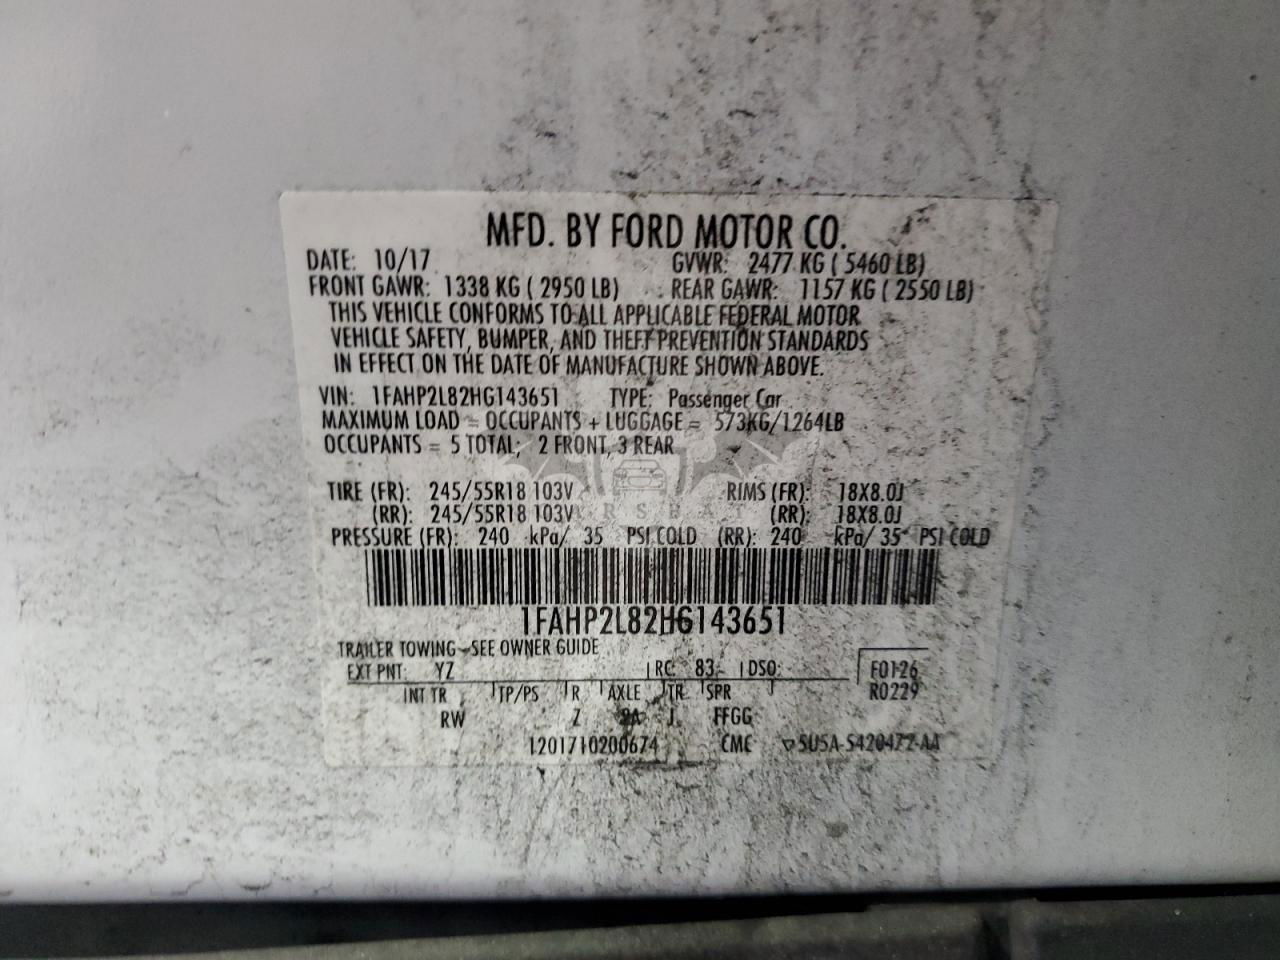 MFD. BY FORD MOTOR CO.
DATE: 10/17 GVWR: 2477 KG ( 5460 LB)
FRONT GAWR: 1338 KG ( 2950 LB) REAR GAWR: 1157 KG ( 2550 LB)
THIS VEHICLE CONFORMS TO ALL APPLICABLE FEDERAL MOTOR
VEHICLE SAFETY, BUMPER, AND THEFT PREVENTION STANDARDS
IN EFFECT ON THE DATE OF MANUFACTURE SHOWN ABOVE.
VIN: 1FAHP2L82HG143651 TYPE: Passenger Car
MAXIMUM LOAD = OCCUPANTS + LUGGAGE = 573KG/1264LB
OCCUPANTS = 5 TOTAL; 2 FRONT, 3 REAR
TIRE (FR): 245/55R18 103V RIMS (FR): 18X8.0J
(RR): 245/55R18 103V (RR): 18X8.0J
PRESSURE (FR): 240 kPa/ 35 PSI COLD (RR): 240 kPa/ 35 PSI COLD
1FAHP2L82HG143651
TRAILER TOWING-SEE OWNER GUIDE
EXT PNT: YZ RC: 83 DSO: F0126
INT TR TP/PS R AXLE TR SPR R0229
RW Z J FFGG
1201710200674 CMC 5U5A-5420472-AA